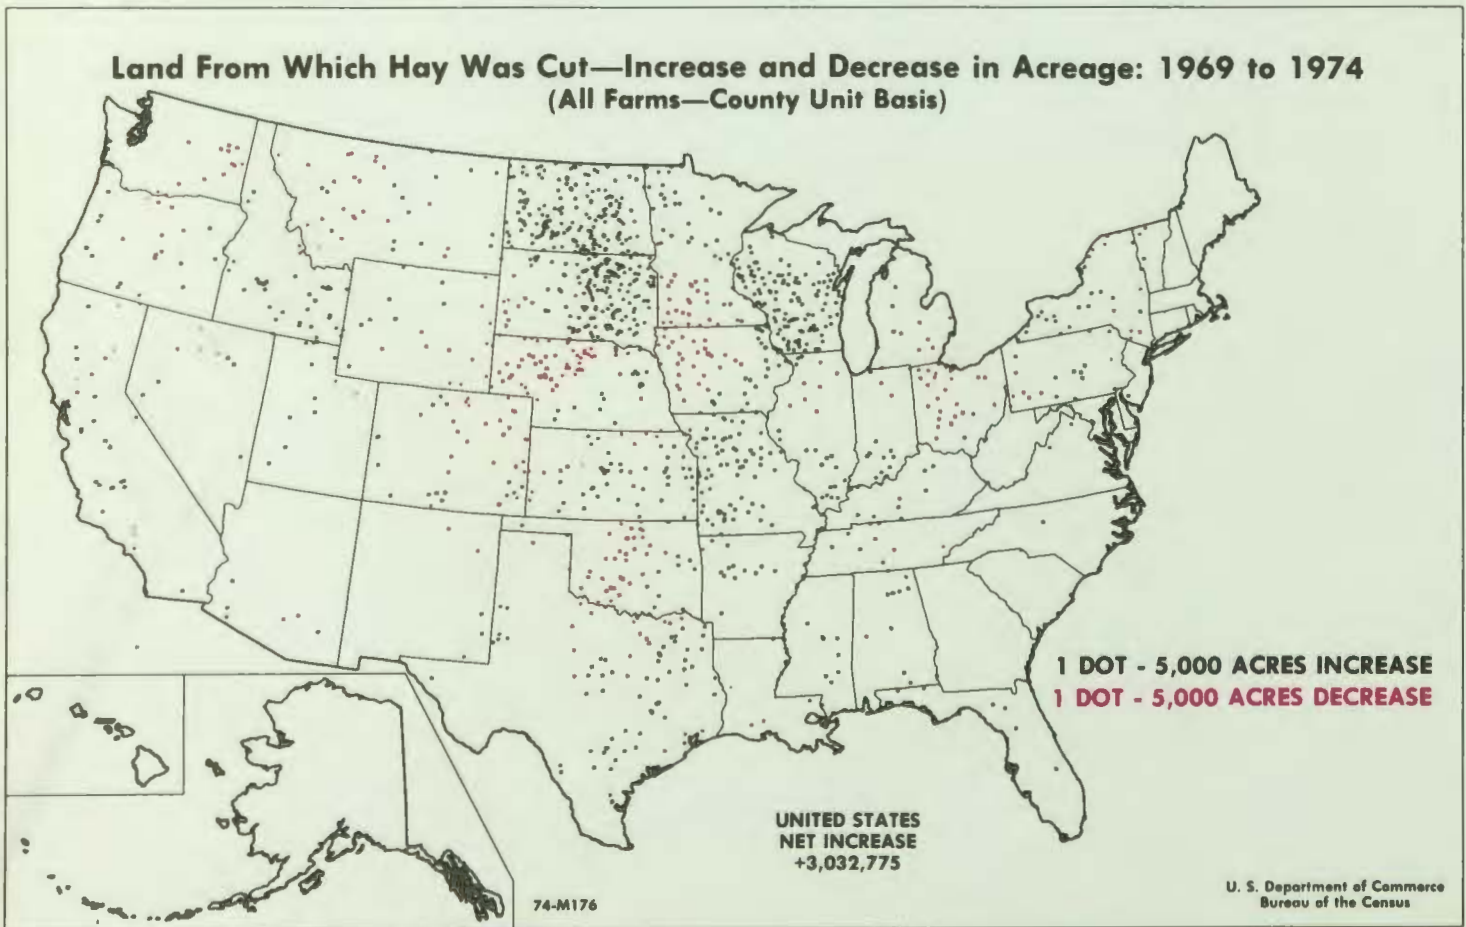 Land From Which Hay Was Cut—Increase and Decrease in Acreage: 1969 to 1974
(All Farms—County Unit Basis)
1 DOT - 5,000 ACRES INCREASE
1 DOT - 5,000 ACRES DECREASE
UNITED STATES
NET INCREASE
+3,032,775
74-M176
U. S. Department of Commerce
Bureau of the Census